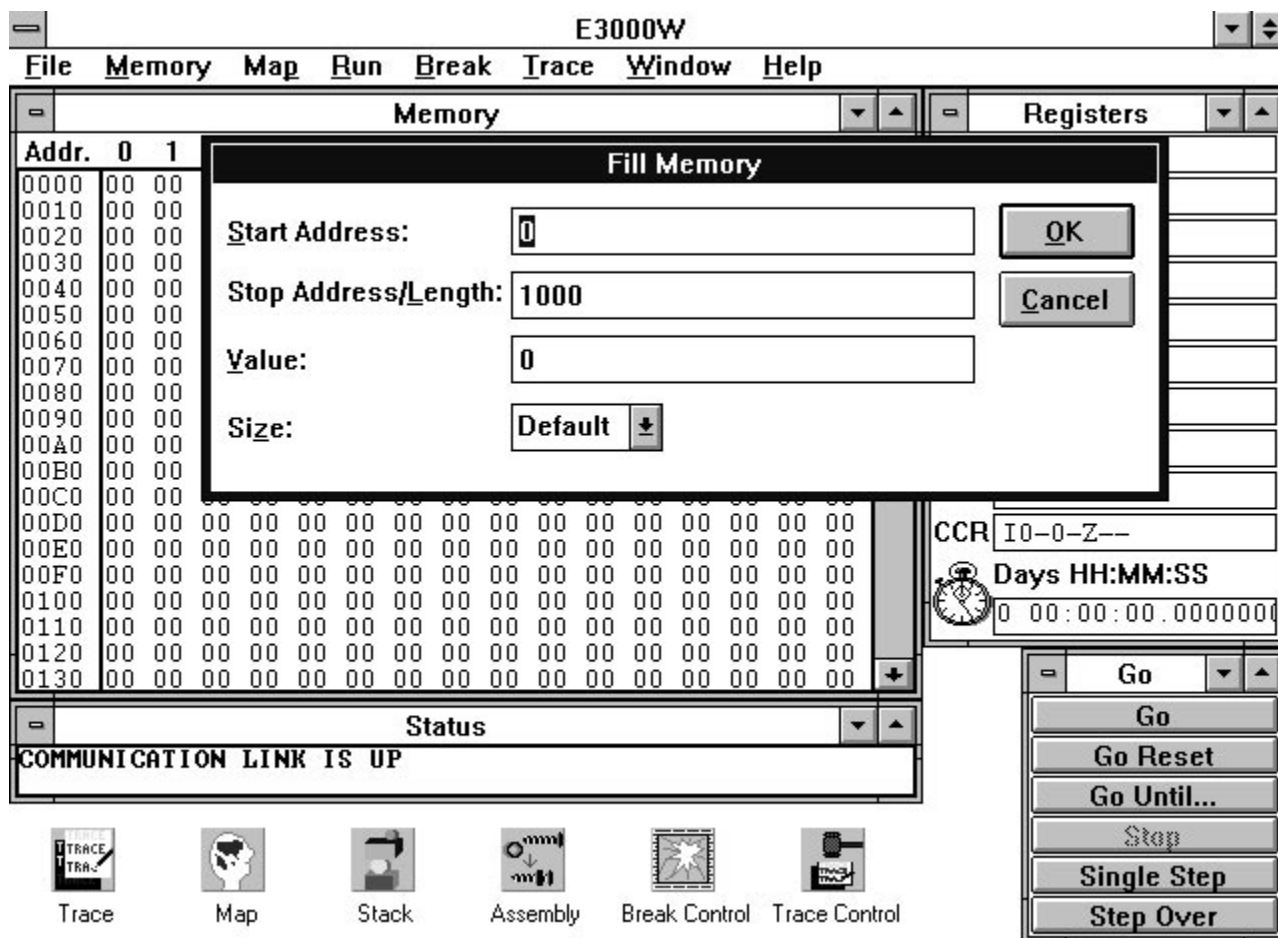 E3000W
File Memory Map Run Break Trace Window Help
Memory
Addr. 0 1
0000 00 00
0010 00 00
0020 00 00
0030 00 00
0040 00 00
0050 00 00
0060 00 00
0070 00 00
0080 00 00
0090 00 00
00A0 00 00
00B0 00 00
00C0 00 00
00D0 00 00 00 00 00 00 00 00 00 00 00 00 00 00 00 00
00E0 00 00 00 00 00 00 00 00 00 00 00 00 00 00 00 00
00F0 00 00 00 00 00 00 00 00 00 00 00 00 00 00 00 00
0100 00 00 00 00 00 00 00 00 00 00 00 00 00 00 00 00
0110 00 00 00 00 00 00 00 00 00 00 00 00 00 00 00 00
0120 00 00 00 00 00 00 00 00 00 00 00 00 00 00 00 00
0130 00 00 00 00 00 00 00 00 00 00 00 00 00 00 00 00
Fill Memory
Start Address: 0
Stop Address/Length: 1000
Value: 0
Size: Default
OK
Cancel
Registers
CCR I0-0-Z--
Days HH:MM:SS
0 00:00:00.000000
Status
COMMUNICATION LINK IS UP
Go
Go
Go Reset
Go Until...
Stop
Single Step
Step Over
TRACE
Trace
Map
Stack
Assembly
Break Control
Trace Control